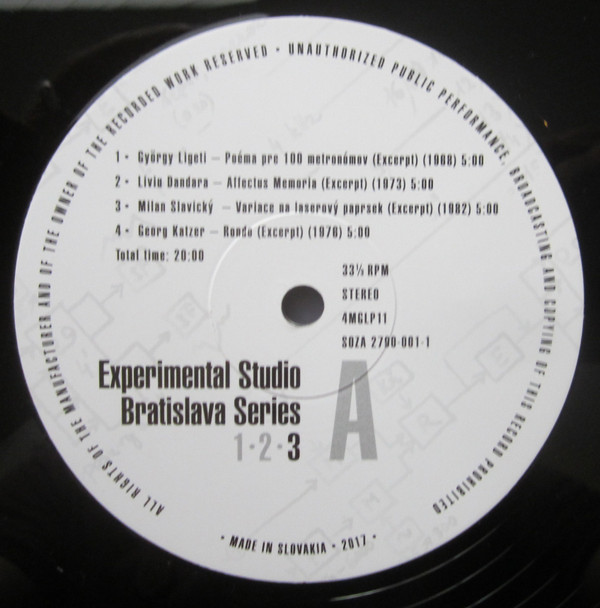 ALL RIGHTS OF THE MANUFACTURER AND OF THE OWNER OF THE RECORDED WORK RESERVED • UNAUTHORIZED PUBLIC PERFORMANCE, BROADCASTING AND COPYING OF THIS RECORD PROHIBITED
1 • György Ligeti – Poéma pre 100 metronómov (Excerpt) (1968) 5:00
2 • Liviu Dandara – Affectus Memoria (Excerpt) (1973) 5:00
3 • Milan Slavický – Variace na laserový paprsek (Excerpt) (1982) 5:00
4 • Georg Katzer – Rondo (Excerpt) (1976) 5:00
Total time: 20:00
33⅓ RPM
STEREO
4MGLP11
SOZA 2790-001-1
Experimental Studio
Bratislava Series
1·2·3
A
• MADE IN SLOVAKIA • 2017 •